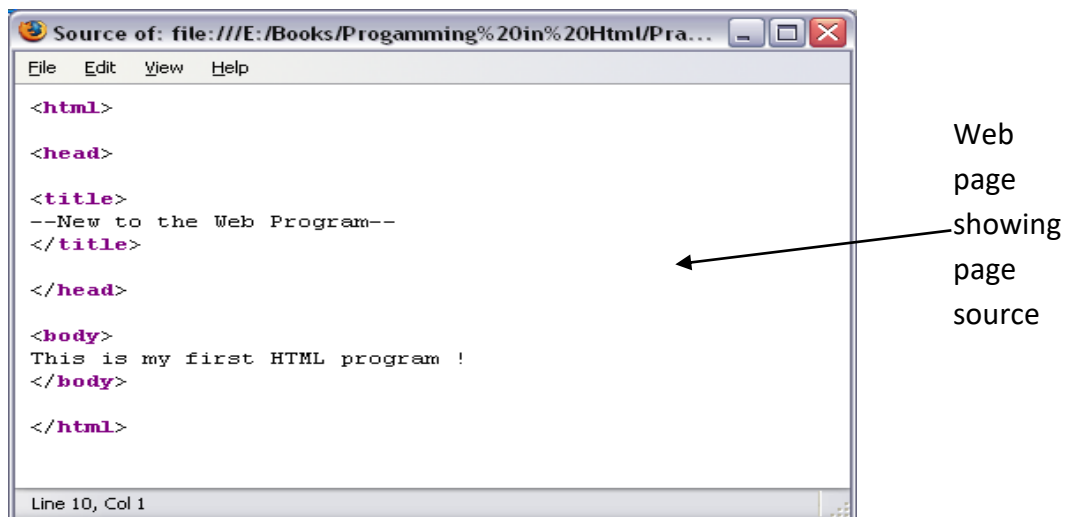 Source of: file:///E:/Books/Progamming%20in%20Html/Pra...
File Edit View Help
<html>
<head>
<title>
--New to the Web Program--
</title>
</head>
<body>
This is my first HTML program !
</body>
</html>
Line 10, Col 1
Web
page
showing
page
source